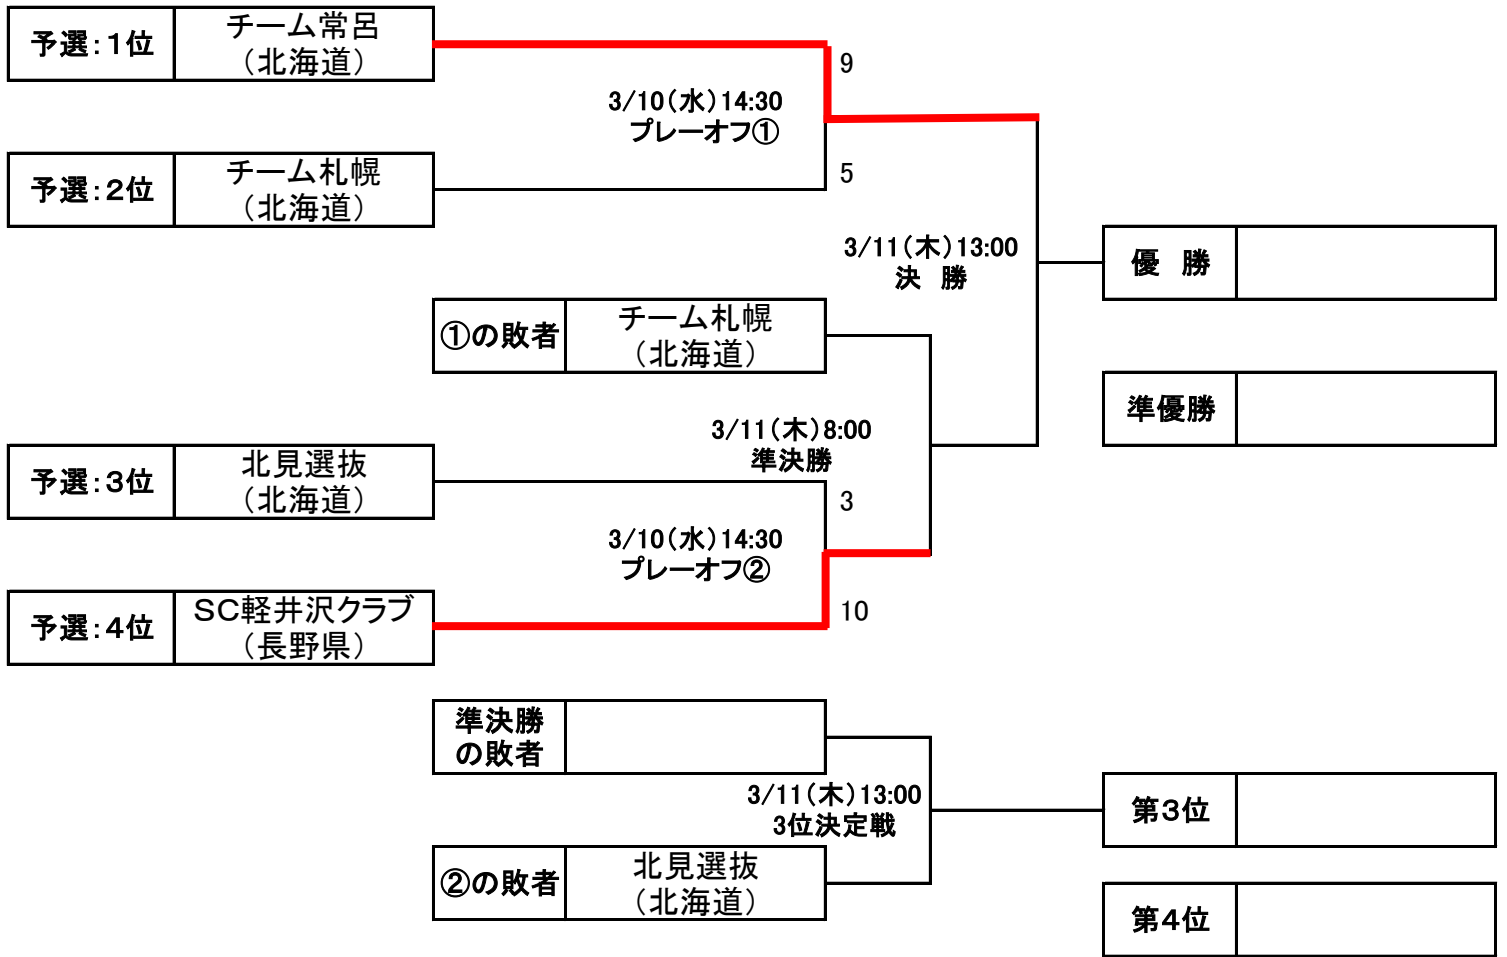 予選:1位
チーム常呂
（北海道）
9
3/10（水）14:30
プレーオフ①
予選:2位
チーム札幌
（北海道）
5
3/11（木）13:00
決　勝
優　勝
①の敗者
チーム札幌
（北海道）
準優勝
3/11（木）8:00
準決勝
予選:3位
北見選抜
（北海道）
3
3/10（水）14:30
プレーオフ②
予選:4位
SC軽井沢クラブ
（長野県）
10
準決勝
の敗者
3/11（木）13:00
3位決定戦
第3位
②の敗者
北見選抜
（北海道）
第4位